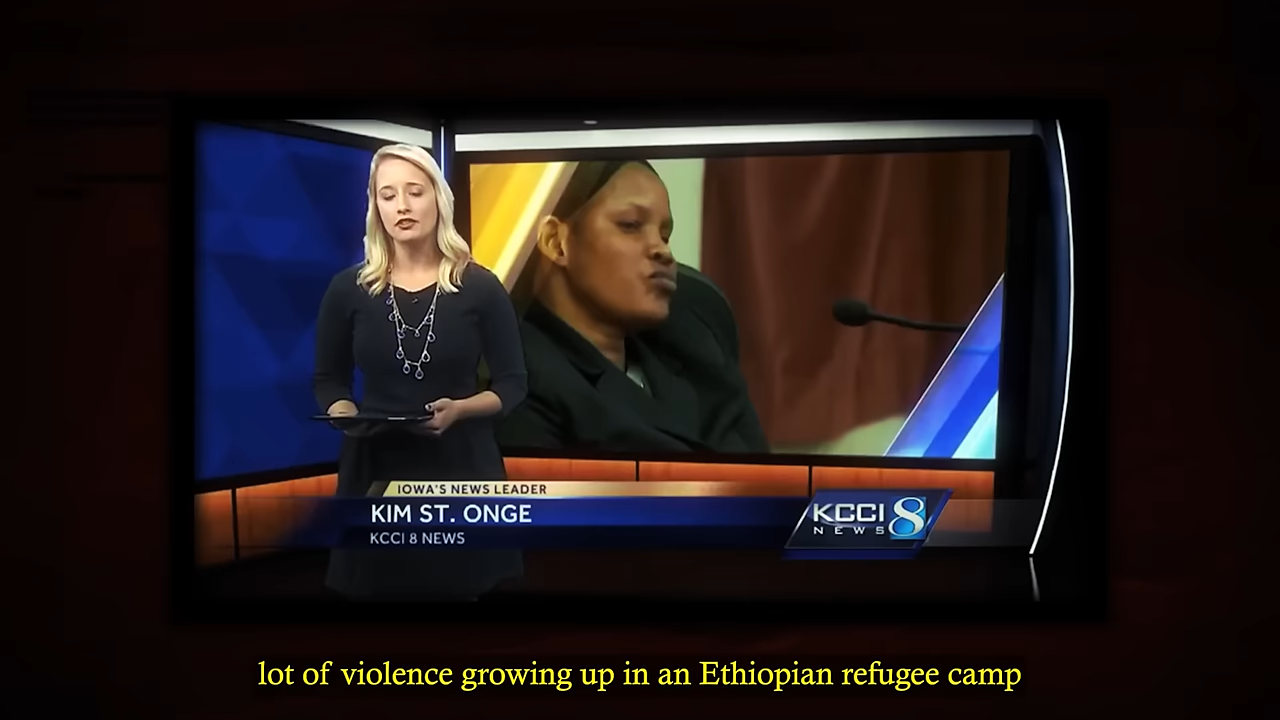 IOWA'S NEWS LEADER
KIM ST. ONGE
KCCI 8 NEWS
KCCI 8
NEWS
lot of violence growing up in an Ethiopian refugee camp